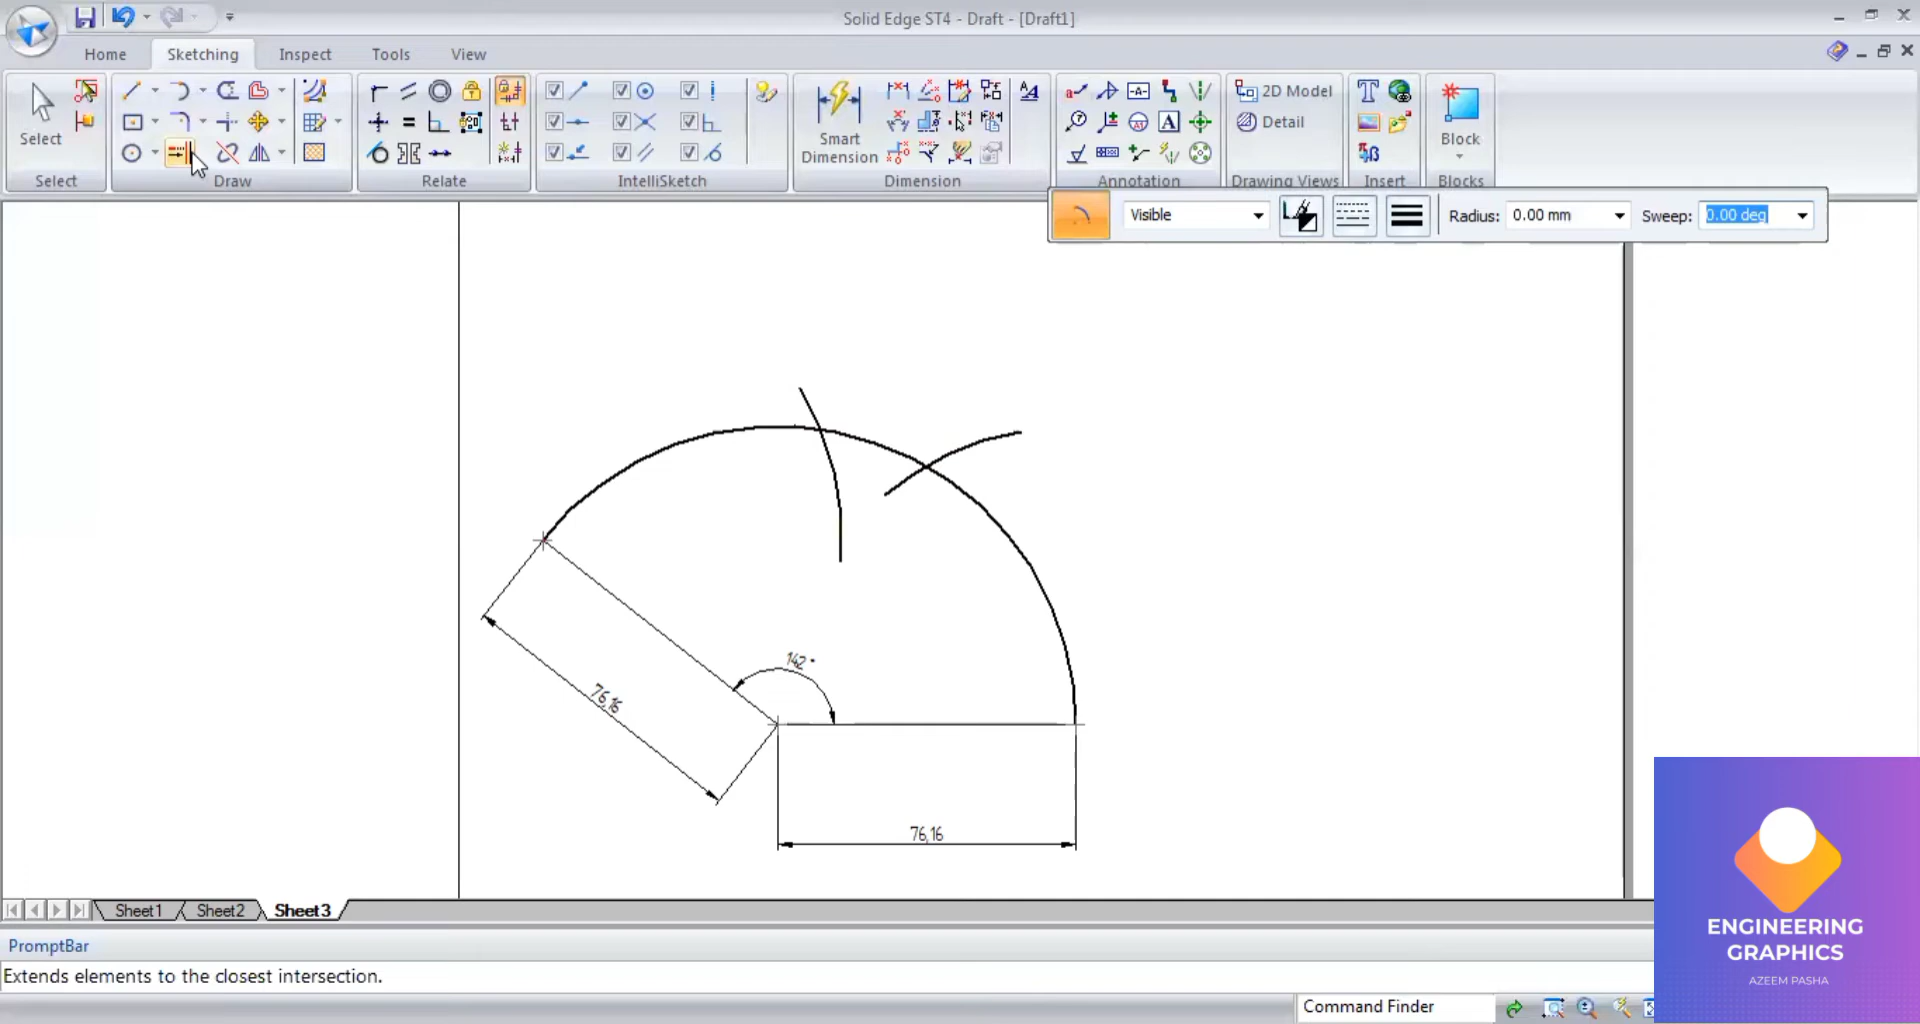 Solid Edge ST4 - Draft - [Draft1]
Home
Sketching
Inspect
Tools
View
Select
Select
Draw
Relate
IntelliSketch
Smart
Dimension
Dimension
-A-
A
Annotation
2D Model
Detail
Drawing Views
Insert
Block
Blocks
Visible
Radius: 0.00 mm
Sweep: 0.00 deg
142°
76,16
76,16
Sheet1
Sheet2
Sheet3
PromptBar
Extends elements to the closest intersection.
Command Finder
ENGINEERING
GRAPHICS
AZEEM PASHA